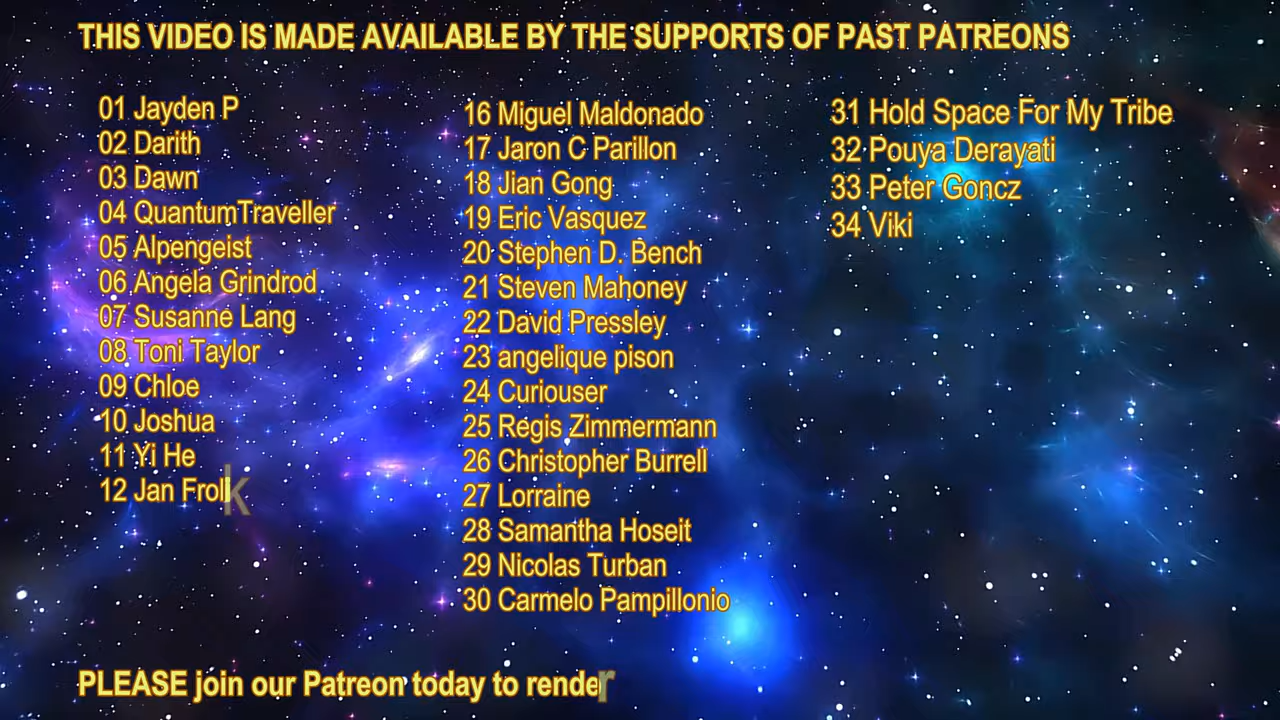 THIS VIDEO IS MADE AVAILABLE BY THE SUPPORTS OF PAST PATREONS
01 Jayden P
02 Darith
03 Dawn
04 QuantumTraveller
05 Alpengeist
06 Angela Grindrod
07 Susanne Lang
08 Toni Taylor
09 Chloe
10 Joshua
11 Yi He
12 Jan Frolik
16 Miguel Maldonado
17 Jaron C Parillon
18 Jian Gong
19 Eric Vasquez
20 Stephen D. Bench
21 Steven Mahoney
22 David Pressley
23 angelique pison
24 Curiouser
25 Régis Zimmermann
26 Christopher Burrell
27 Lorraine
28 Samantha Hoseit
29 Nicolas Turban
30 Carmelo Pampillonio
31 Hold Space For My Tribe
32 Pouya Derayati
33 Peter Goncz
34 Viki
PLEASE join our Patreon today to render